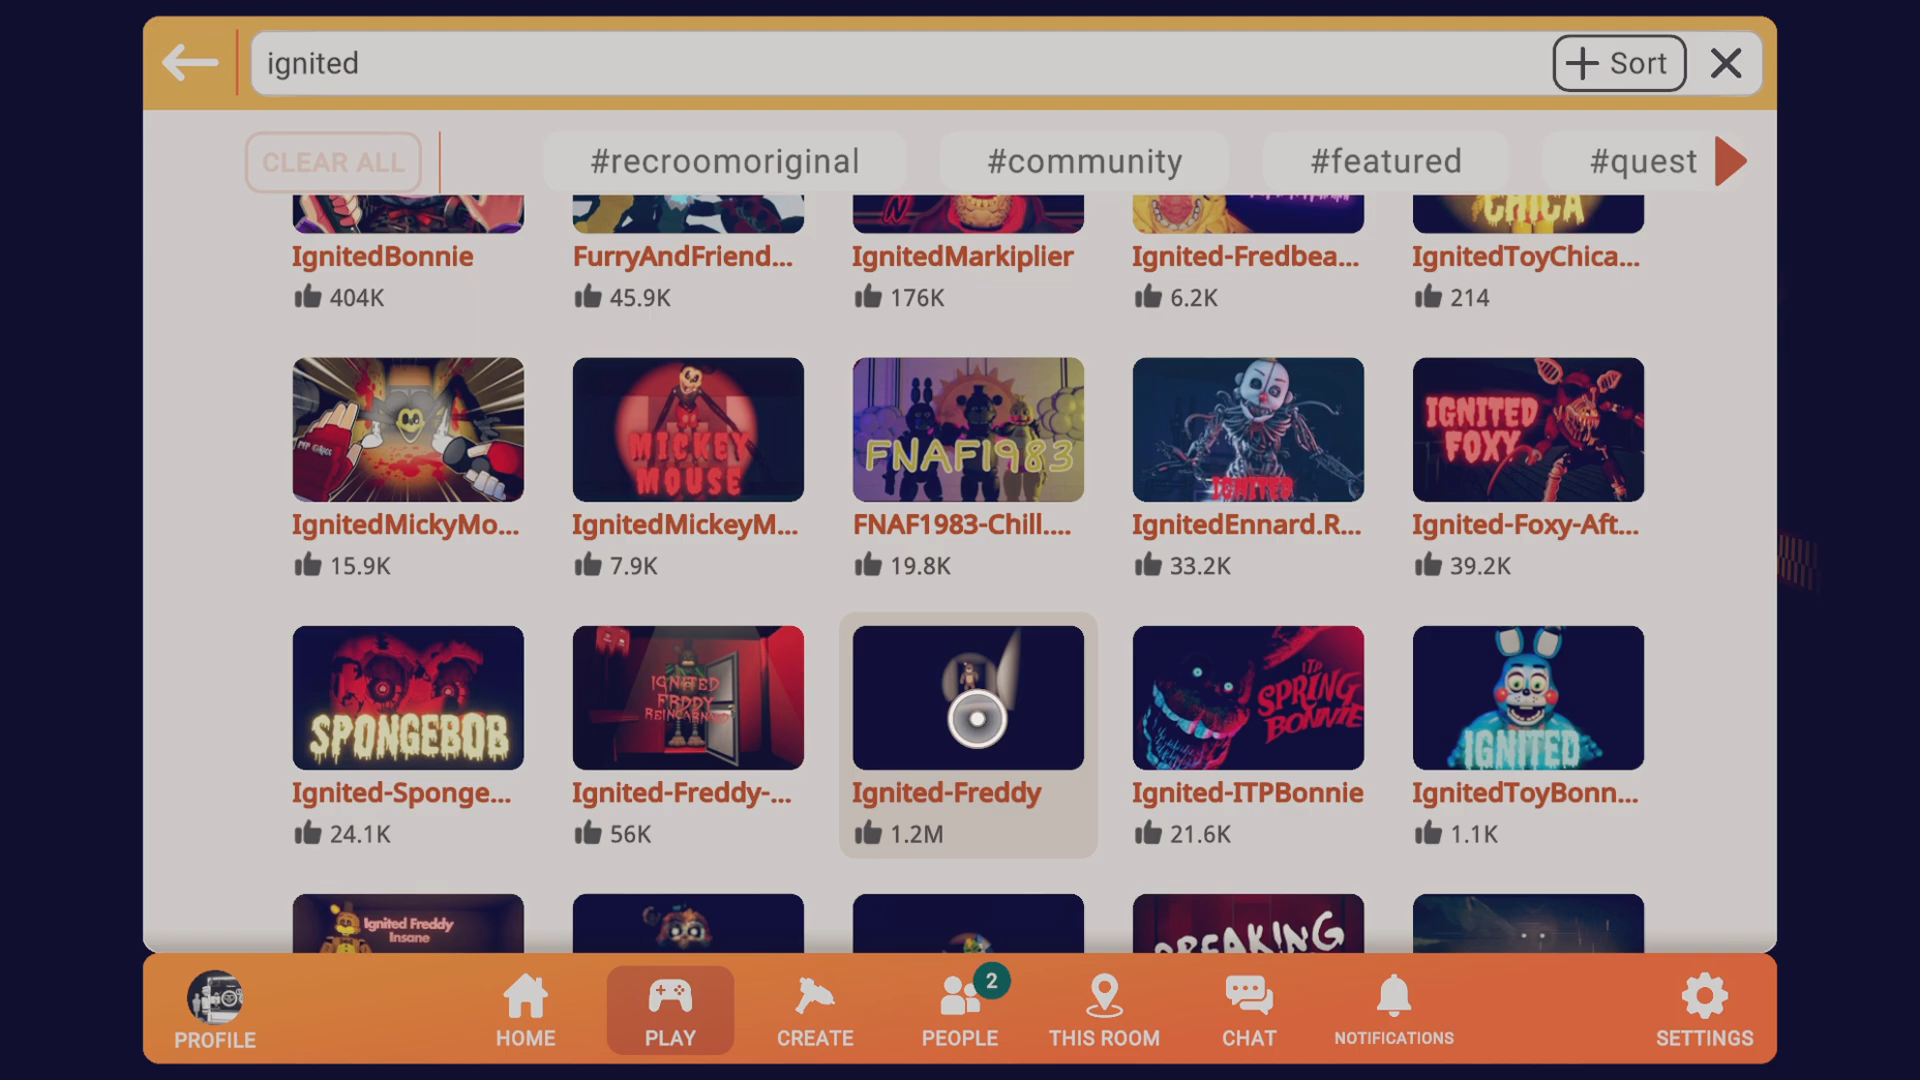 ignited
Sort
CLEAR ALL
#recroomoriginal
#community
#featured
#quest
CHICA
IgnitedBonnie
FurryAndFriend...
IgnitedMarkiplier
Ignited-Fredbea...
IgnitedToyChica...
404K
45.9K
176K
6.2K
214
MICKEY
MOUSE
FNAF1983
IGNITED
IGNITED
FOXY
IgnitedMickyMo...
IgnitedMickeyM...
FNAF1983-Chill....
IgnitedEnnard.R...
Ignited-Foxy-Aft...
15.9K
7.9K
19.8K
33.2K
39.2K
SPONGEBOB
IGNITED
FRDDY
ITP
SPRING
BONNIE
IGNITED
Ignited-Sponge...
Ignited-Freddy-...
Ignited-Freddy
Ignited-ITPBonnie
IgnitedToyBonn...
24.1K
56K
1.2M
21.6K
1.1K
Ignited Freddy
Insane
BREAKING
PROFILE
HOME
PLAY
CREATE
2
PEOPLE
THIS ROOM
CHAT
NOTIFICATIONS
SETTINGS